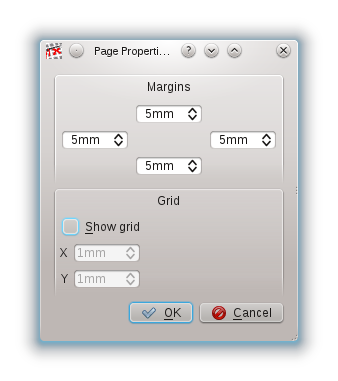 Page Properti...
Margins
5mm
5mm 5mm
5mm
Grid
Show grid
X 1mm
Y 1mm
OK Cancel